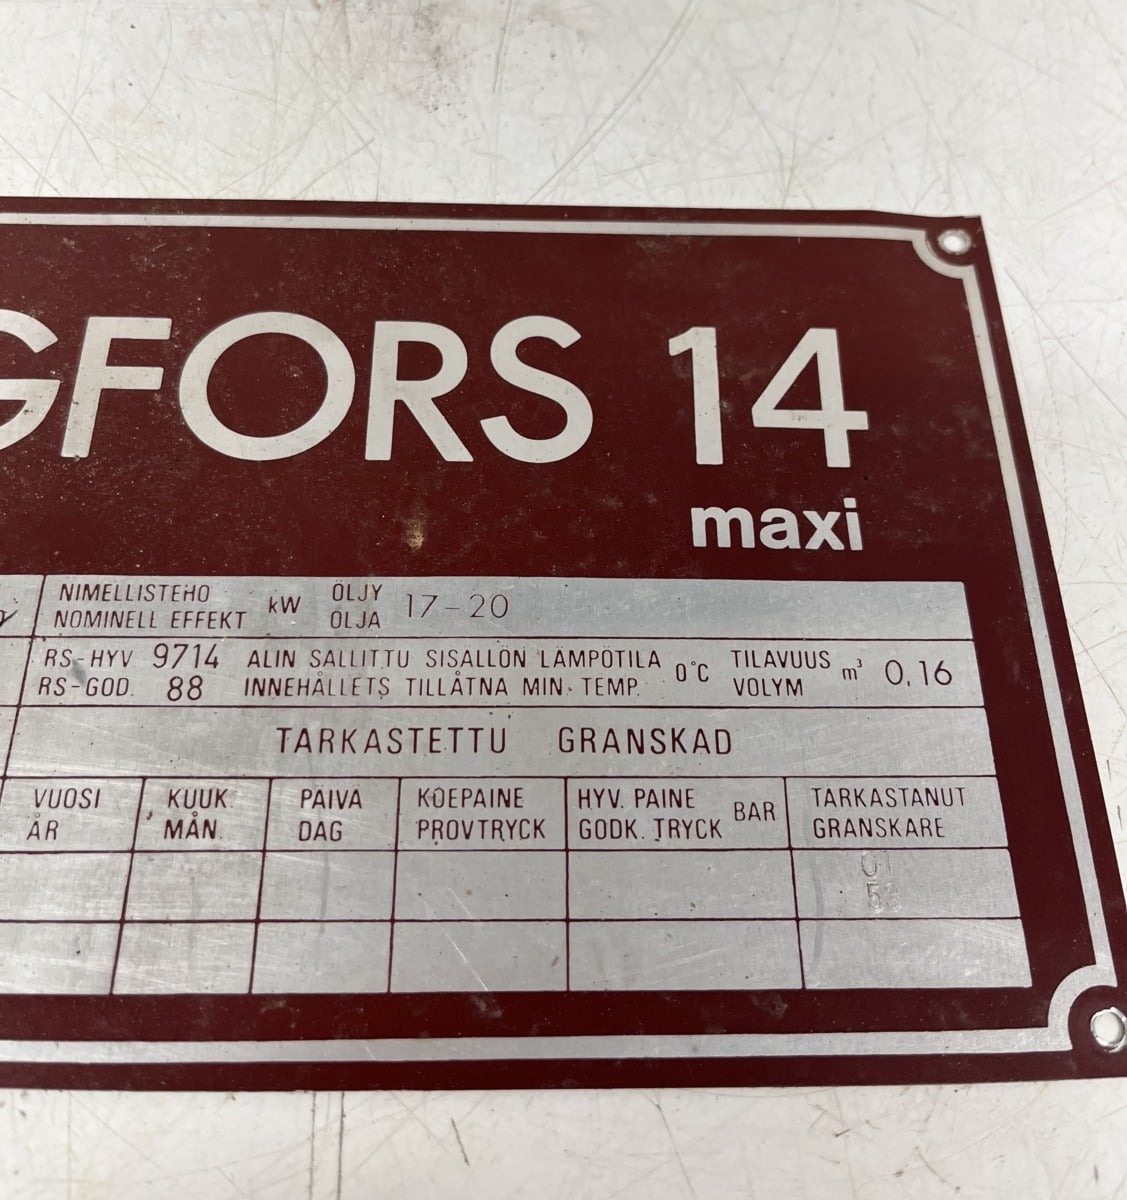 GFORS 14
maxi
NIMELLISTEHO kW ÖLJY 17-20
NOMINELL EFFEKT OLJA
RS-HYV 9714 ALIN SALLITTU SISÄLLÖN LÄMPÖTILA 0°C TILAVUUS m³ 0,16
RS-GOD. 88 INNEHÅLLETS TILLÅTNA MIN. TEMP. VOLYM
TARKASTETTU GRANSKAD
VUOSI KUUK. PÄIVÄ KOEPAINE HYV. PAINE BAR TARKASTANUT
ÅR MÅN. DAG PROVTRYCK GODK. TRYCK GRANSKARE